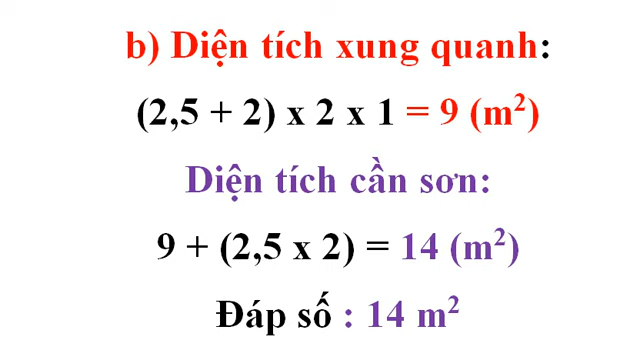 b) Diện tích xung quanh:
(2,5 + 2) x 2 x 1 = 9 (m²)
Diện tích cần sơn:
9 + (2,5 x 2) = 14 (m²)
Đáp số : 14 m²